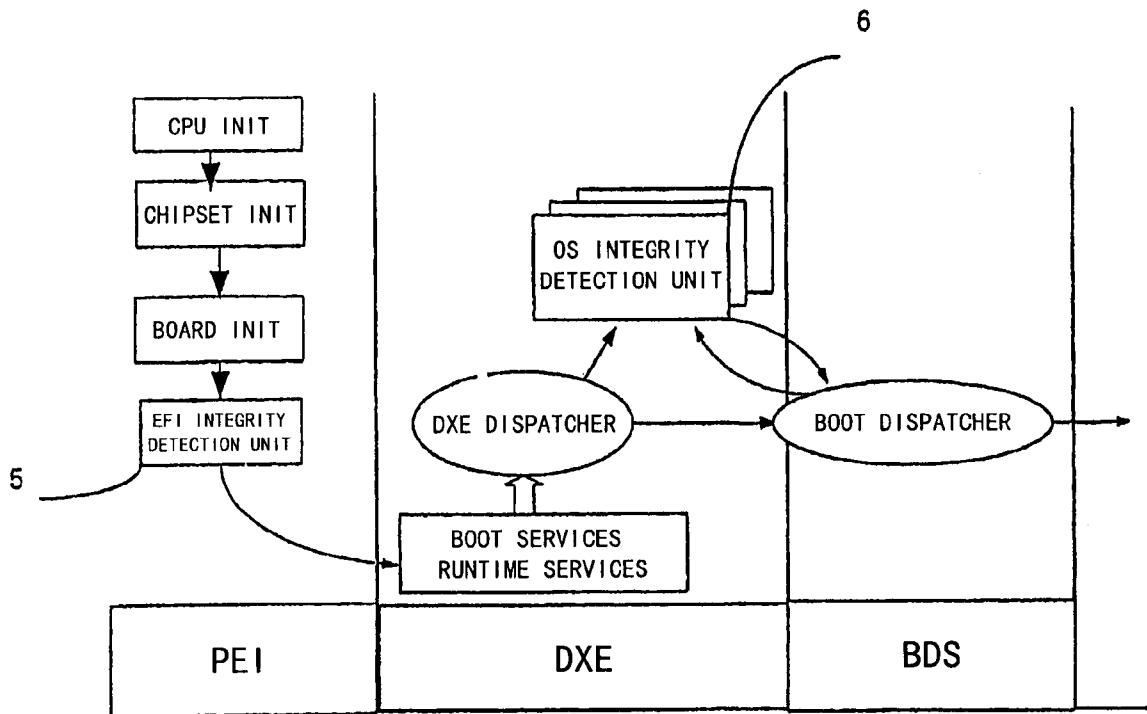 6
CPU INIT
CHIPSET INIT
BOARD INIT
EFI INTEGRITY
DETECTION UNIT
5
OS INTEGRITY
DETECTION UNIT
DXE DISPATCHER
BOOT DISPATCHER
BOOT SERVICES
RUNTIME SERVICES
PEI
DXE
BDS